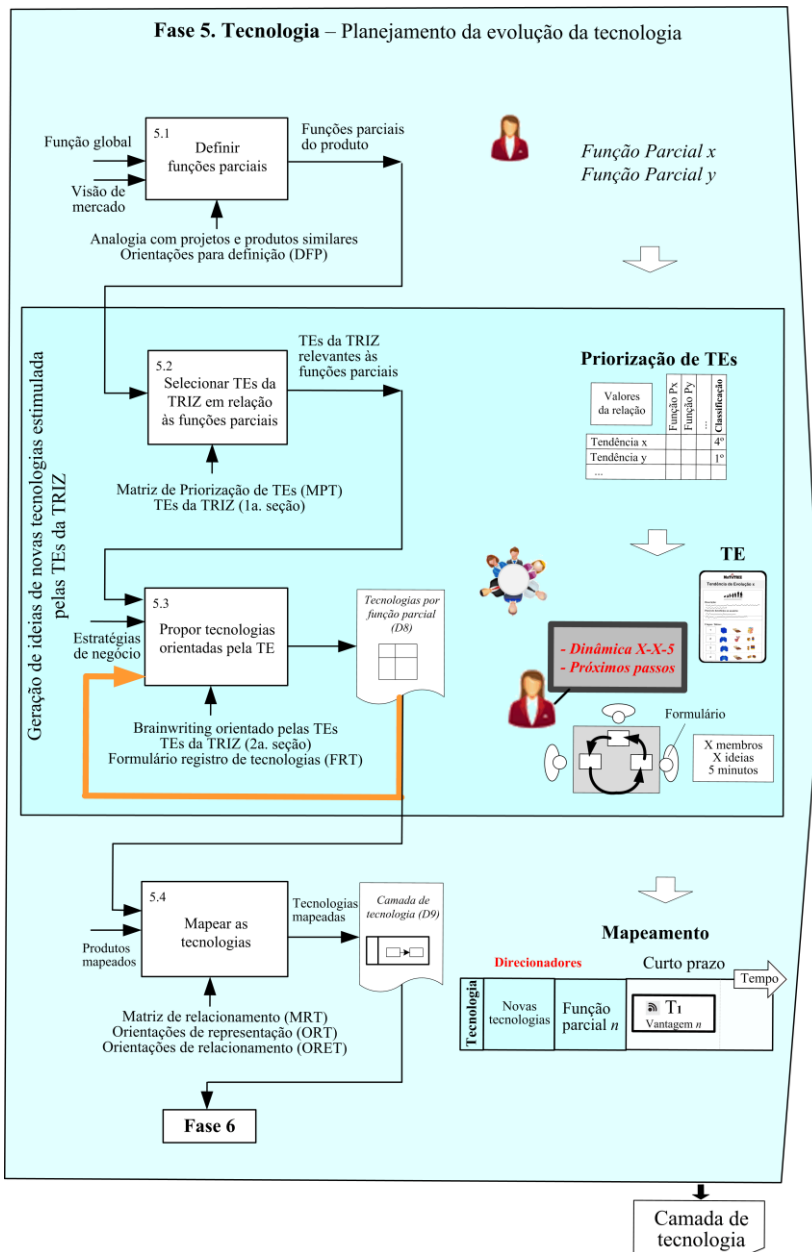 Fase 5. Tecnologia – Planejamento da evolução da tecnologia
5.1
Definir
funções parciais
Função global
Visão de
mercado
Funções parciais
do produto
Analogia com projetos e produtos similares
Orientações para definição (DFP)
Função Parcial x
Função Parcial y
Geração de ideias de novas tecnologias estimulada
pelas TEs da TRIZ
5.2
Selecionar TEs da
TRIZ em relação
às funções parciais
TEs da TRIZ
relevantes às
funções parciais
Matriz de Priorização de TEs (MPT)
TEs da TRIZ (1a. seção)
Priorização de TEs
Valores
da relação
Função Px
Função Py
...
Classificação
Tendência x
4º
Tendência y
1º
...
5.3
Propor tecnologias
orientadas pela TE
Estratégias
de negócio
Tecnologias por
função parcial
(D8)
Brainwriting orientado pelas TEs
TEs da TRIZ (2a. seção)
Formulário registro de tecnologias (FRT)
TE
Tendência de Evolução x
- Dinâmica X-X-5
- Próximos passos
Formulário
X membros
X ideias
5 minutos
5.4
Mapear as
tecnologias
Produtos
mapeados
Tecnologias
mapeadas
Camada de
tecnologia (D9)
Matriz de relacionamento (MRT)
Orientações de representação (ORT)
Orientações de relacionamento (ORET)
Fase 6
Mapeamento
Direcionadores
Curto prazo
Tempo
Tecnologia
Novas
tecnologias
Função
parcial n
T1
Vantagem n
Camada de
tecnologia